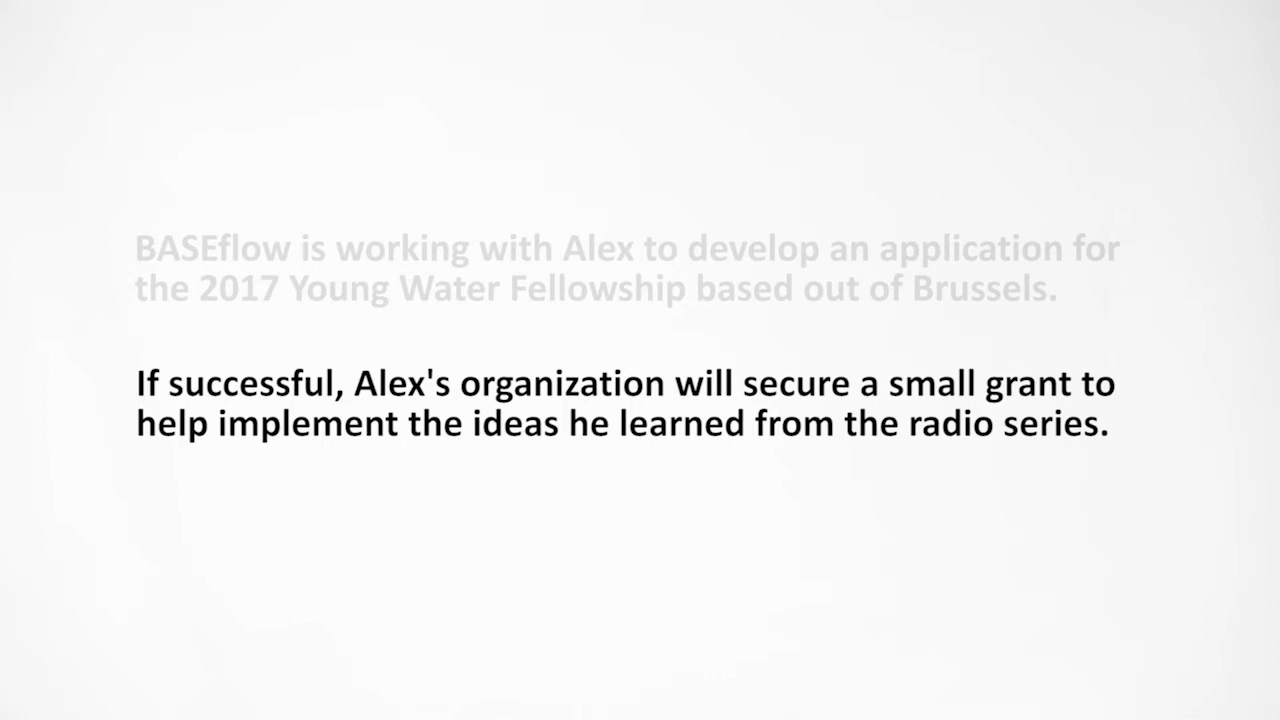 BASEflow is working with Alex to develop an application for
the 2017 Young Water Fellowship based out of Brussels.
If successful, Alex's organization will secure a small grant to
help implement the ideas he learned from the radio series.